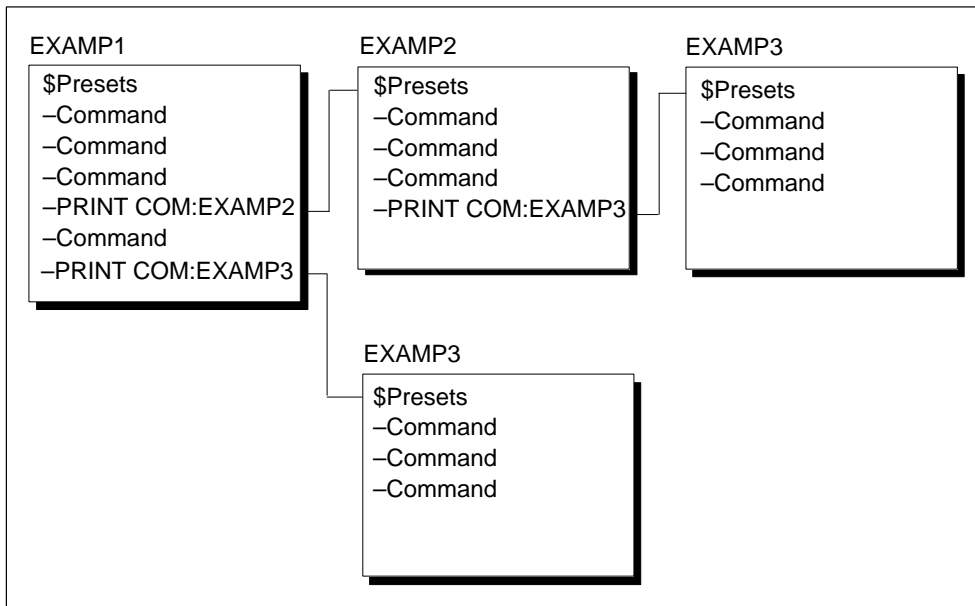 EXAMP1
$Presets
–Command
–Command
–Command
–PRINT COM:EXAMP2
–Command
–PRINT COM:EXAMP3
EXAMP2
$Presets
–Command
–Command
–Command
–PRINT COM:EXAMP3
EXAMP3
$Presets
–Command
–Command
–Command
EXAMP3
$Presets
–Command
–Command
–Command